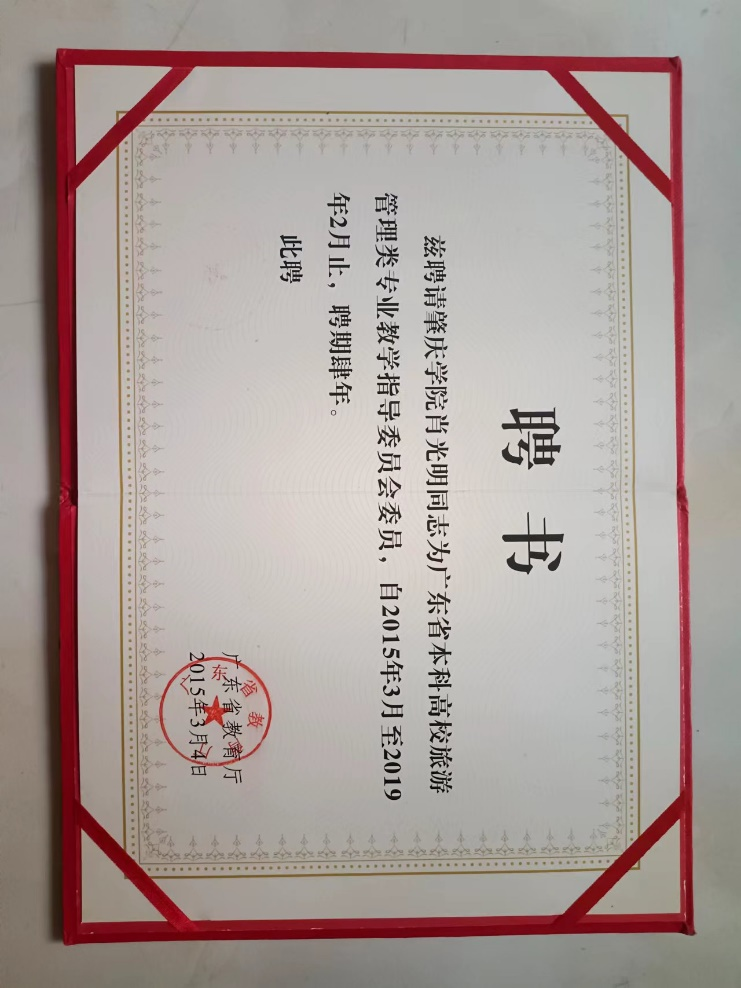 聘书
兹聘请肇庆学院肖光明同志为广东省本科高校旅游
管理类专业教学指导委员会委员，自2015年3月至2019
年2月止，聘期肆年。
此聘
广东省教育厅
2015年3月4日